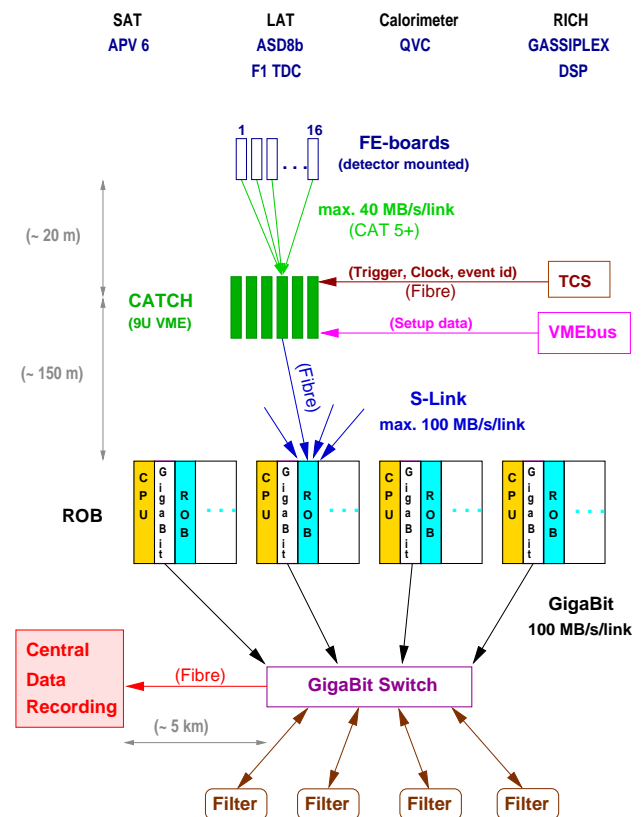 SAT LAT Calorimeter RICH
APV 6 ASD8b QVC GASSIPLEX
F1 TDC DSP
1 16
FE-boards
. . .
(detector mounted)
max. 40 MB/s/link
(~ 20 m)
(CAT 5+)
(Trigger, Clock, event id)
TCS
(Fibre)
CATCH
(9U VME)
(Setup data)
VMEbus
(~ 150 m)
(Fibre)
S-Link
max. 100 MB/s/link
ROB
CPU GigaBit ROB . . . CPU GigaBit ROB . . . CPU GigaBit ROB . . . CPU GigaBit ROB . . .
GigaBit
100 MB/s/link
Central
Data
Recording
(Fibre)
GigaBit Switch
(~ 5 km)
Filter Filter Filter Filter